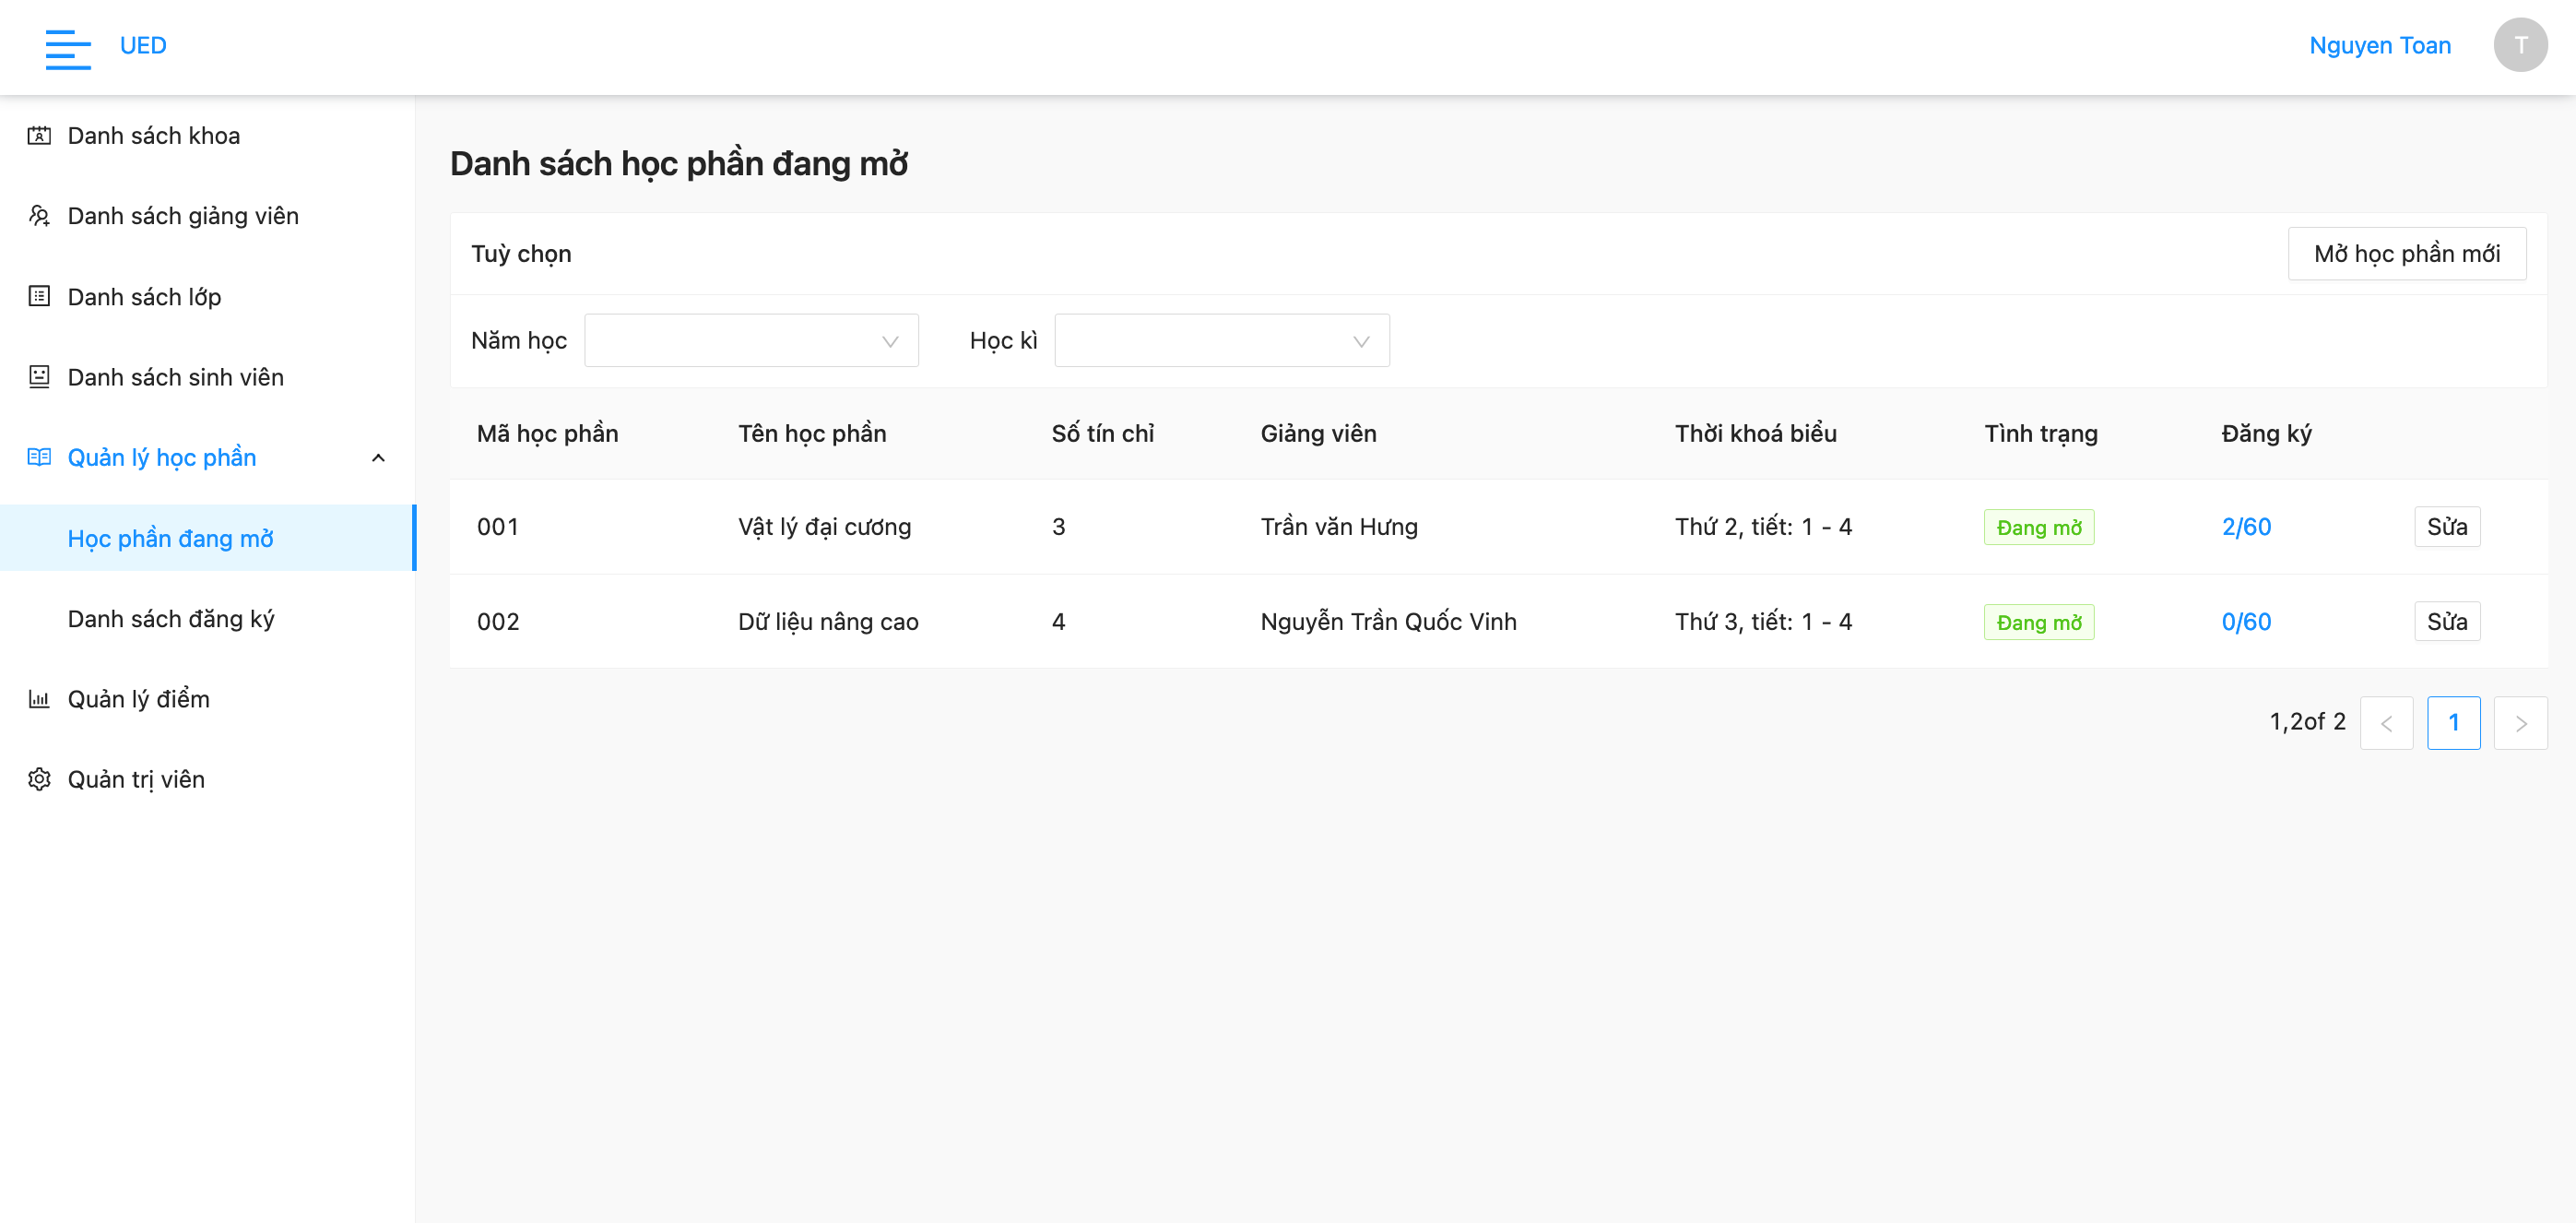 UED
Nguyen Toan
T
Danh sách khoa
Danh sách giảng viên
Danh sách lớp
Danh sách sinh viên
Quản lý học phần
Học phần đang mở
Danh sách đăng ký
Quản lý điểm
Quản trị viên
Danh sách học phần đang mở
Tuỳ chọn
Mở học phần mới
Năm học
Học kì
Mã học phần Tên học phần Số tín chỉ Giảng viên Thời khoá biểu Tình trạng Đăng ký
001 Vật lý đại cương 3 Trần văn Hưng Thứ 2, tiết: 1 - 4 Đang mở 2/60 Sửa
002 Dữ liệu nâng cao 4 Nguyễn Trần Quốc Vinh Thứ 3, tiết: 1 - 4 Đang mở 0/60 Sửa
1,2of 2 < 1 >